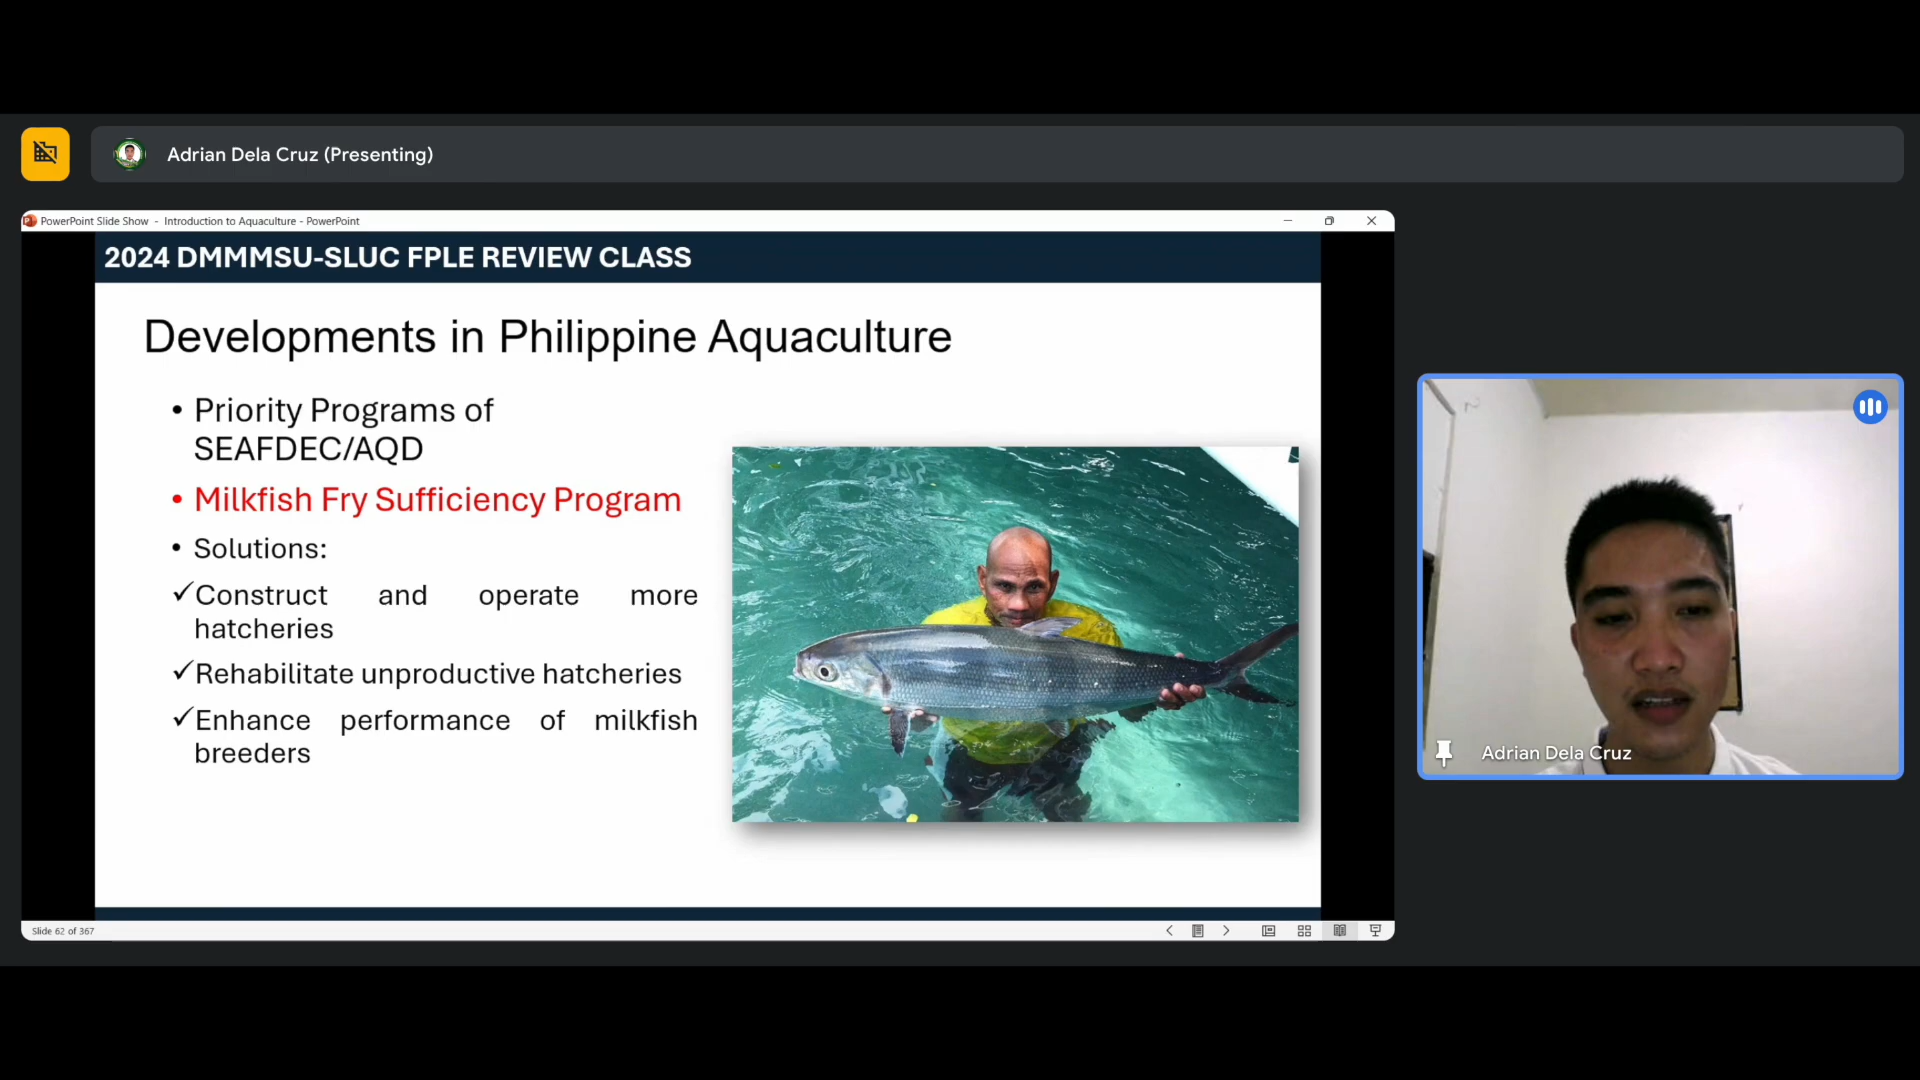 Adrian Dela Cruz (Presenting)
PowerPoint Slide Show - Introduction to Aquaculture - PowerPoint
2024 DMMMSU-SLUC FPLE REVIEW CLASS
Developments in Philippine Aquaculture
• Priority Programs of
SEAFDEC/AQD
• Milkfish Fry Sufficiency Program
• Solutions:
✓Construct and operate more
hatcheries
✓Rehabilitate unproductive hatcheries
✓Enhance performance of milkfish
breeders
Adrian Dela Cruz
Slide 62 of 367